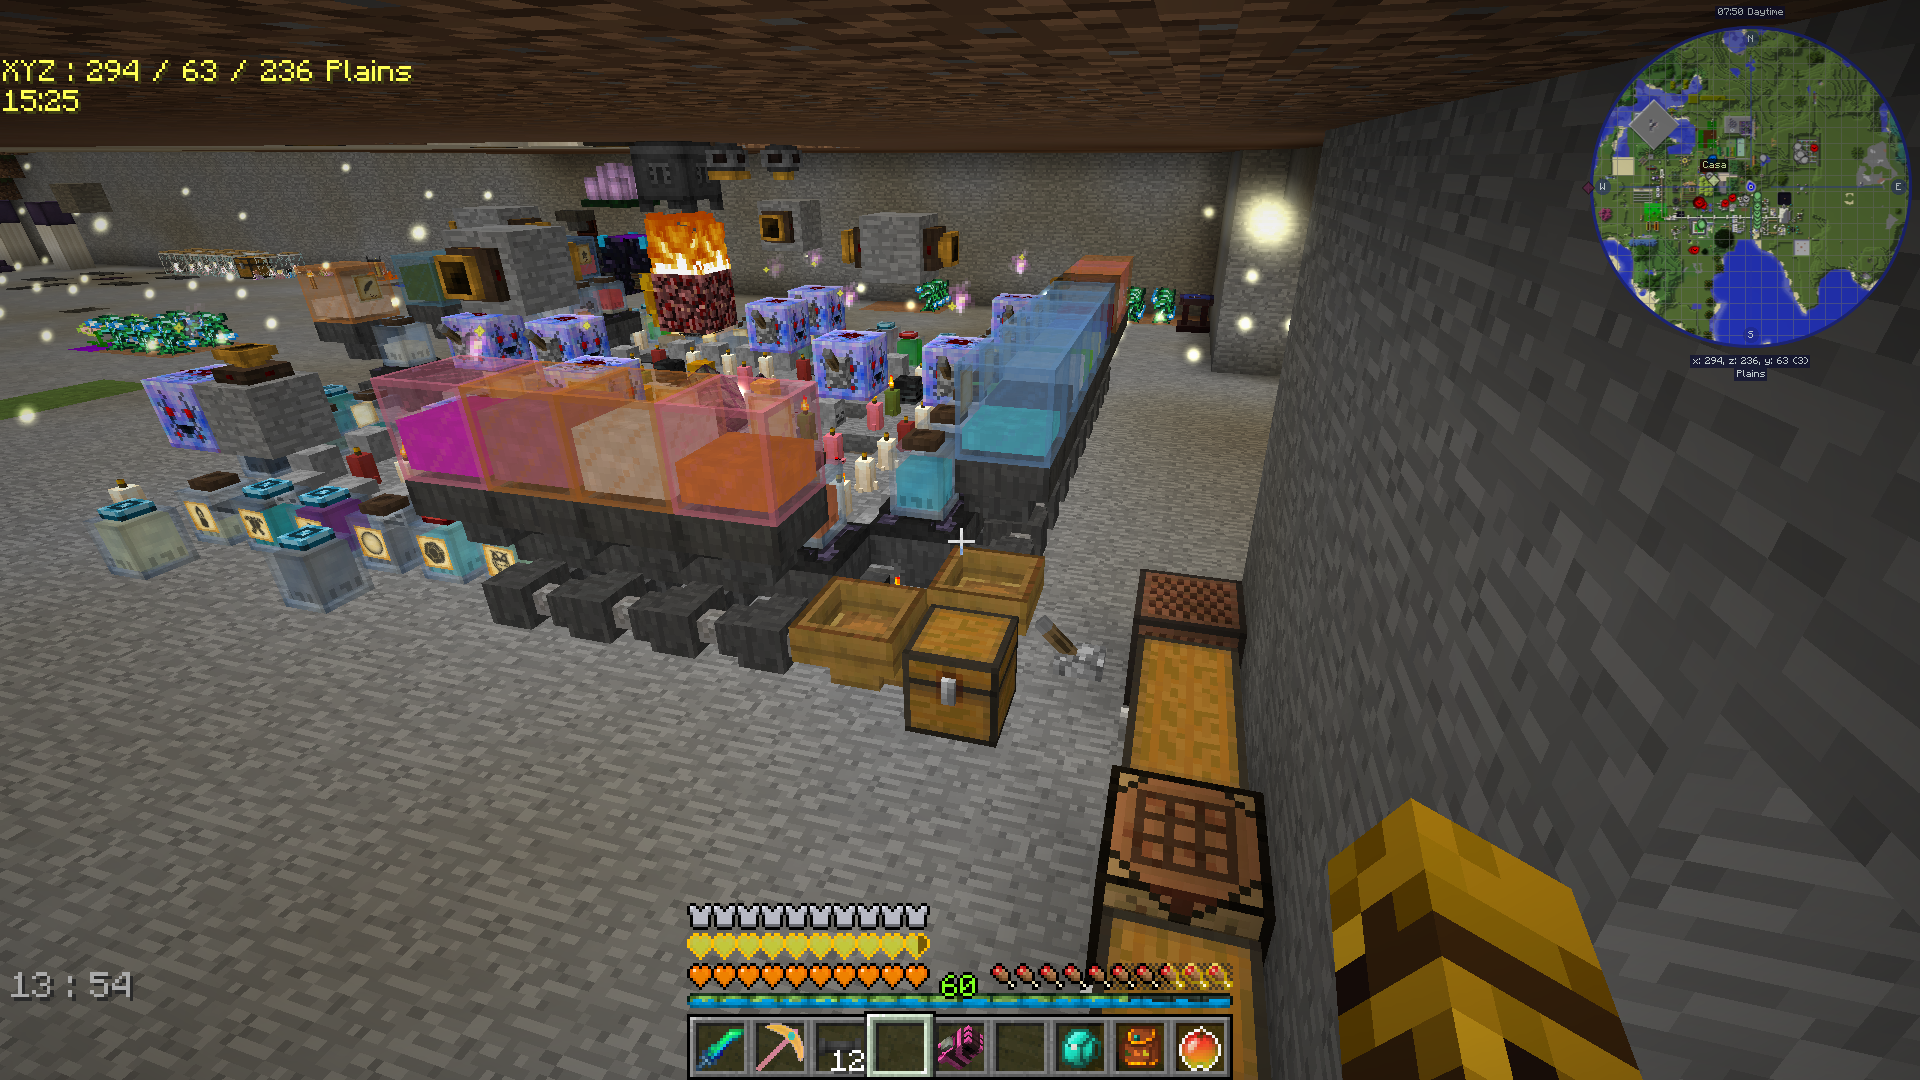 07:50 Daytime
XYZ : 294 / 63 / 236 Plains
15:25
N
Casa
W
E
S
x: 294, z: 236, y: 63 (3)
Plains
13 : 54
60
12